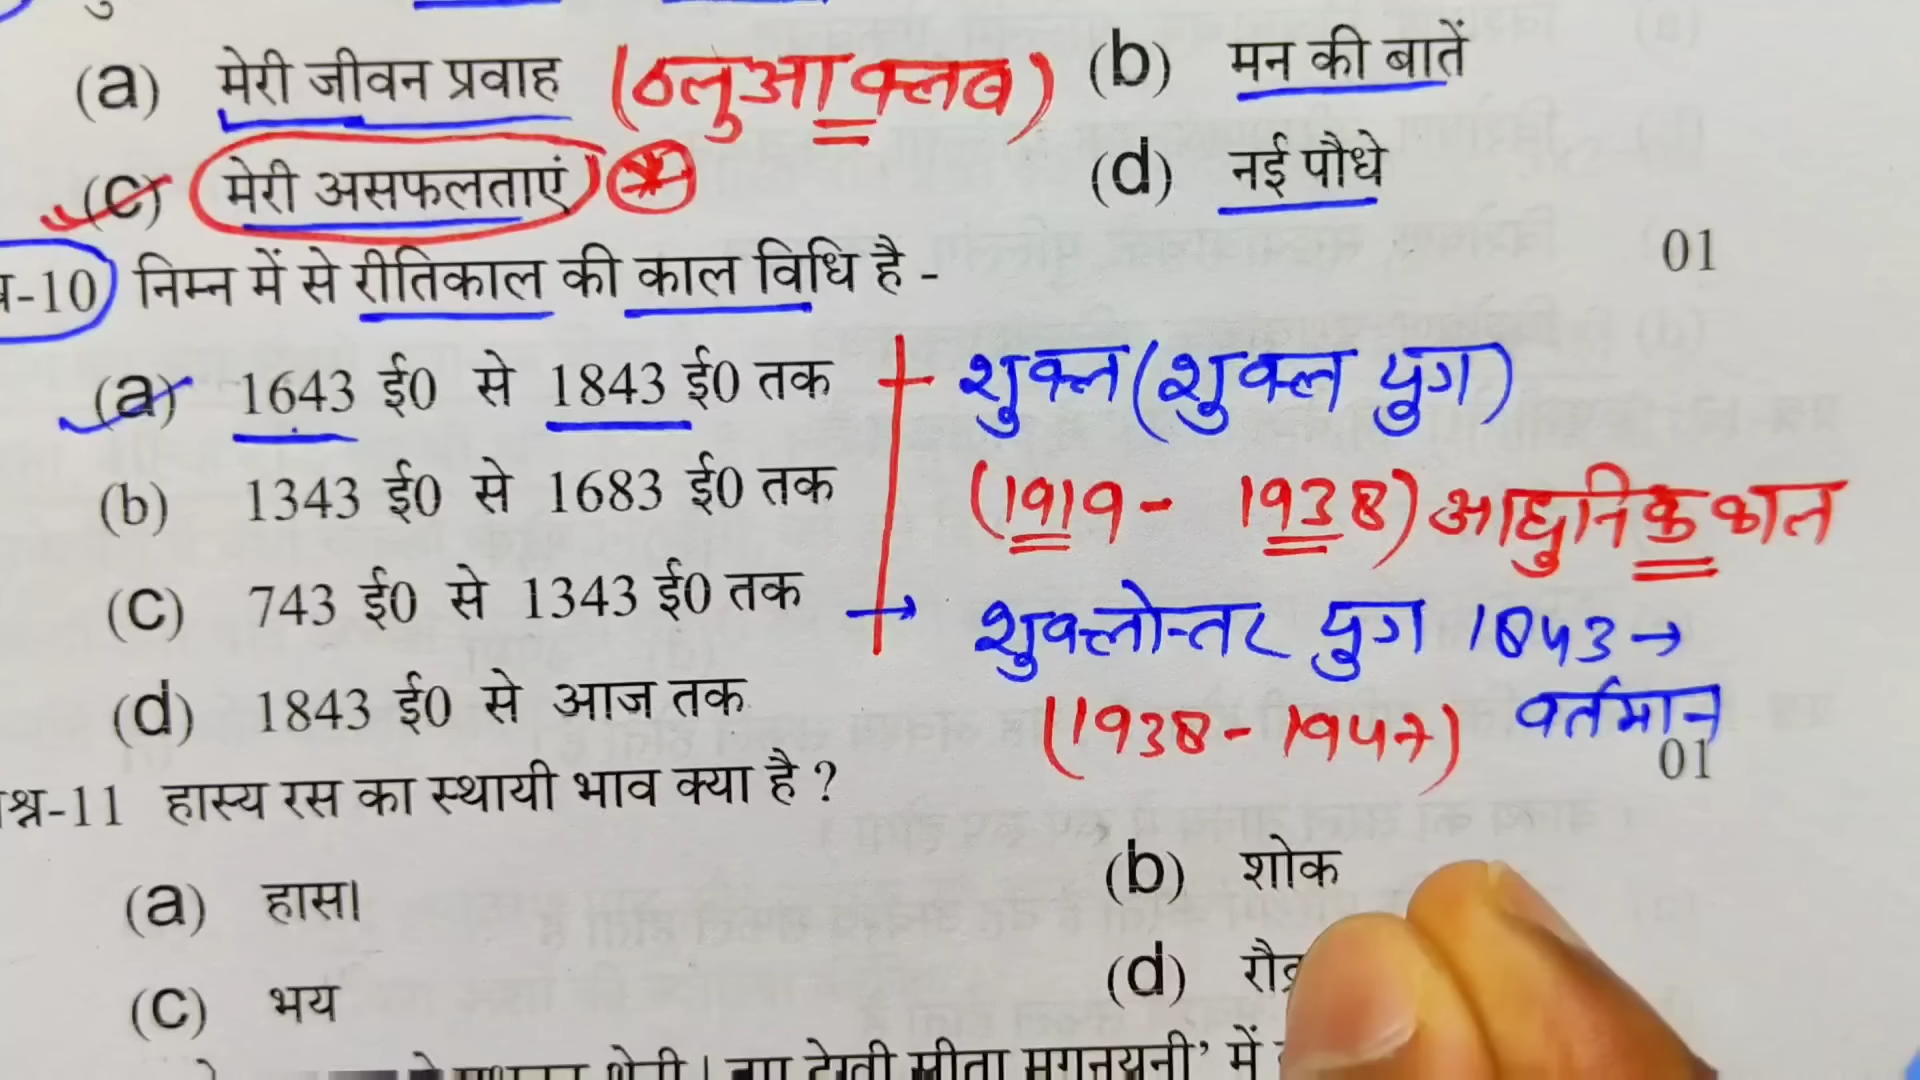 (a) मेरी जीवन प्रवाह (ठलुआ क्लब) (b) मन की बातें
(c) मेरी असफलताएं (d) नई पौधे
-10 निम्न में से रीतिकाल की काल विधि है - 01
(a) 1643 ई0 से 1843 ई0 तक शुक्ल (शुक्ल युग)
(b) 1343 ई0 से 1683 ई0 तक (1919 - 1938) आधुनिक काल
(c) 743 ई0 से 1343 ई0 तक → शुक्लोन्तर युग 1843 →
(d) 1843 ई0 से आज तक (1938 - 1947) वर्तमान
श्न-11 हास्य रस का स्थायी भाव क्या है ? 01
(a) हास। (b) शोक
(c) भय (d) रौद्र
देखी सीता मृगनयनी’ में